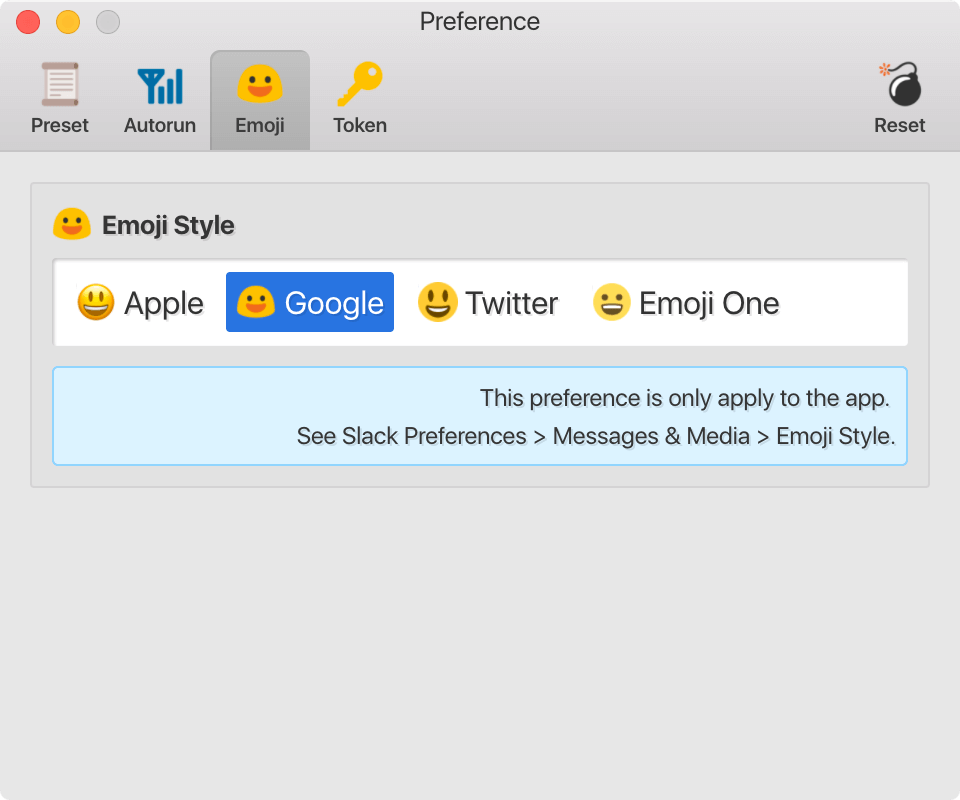 Preference
Preset
Autorun
Emoji
Token
Reset
Emoji Style
Apple
Google
Twitter
Emoji One
This preference is only apply to the app.
See Slack Preferences > Messages & Media > Emoji Style.